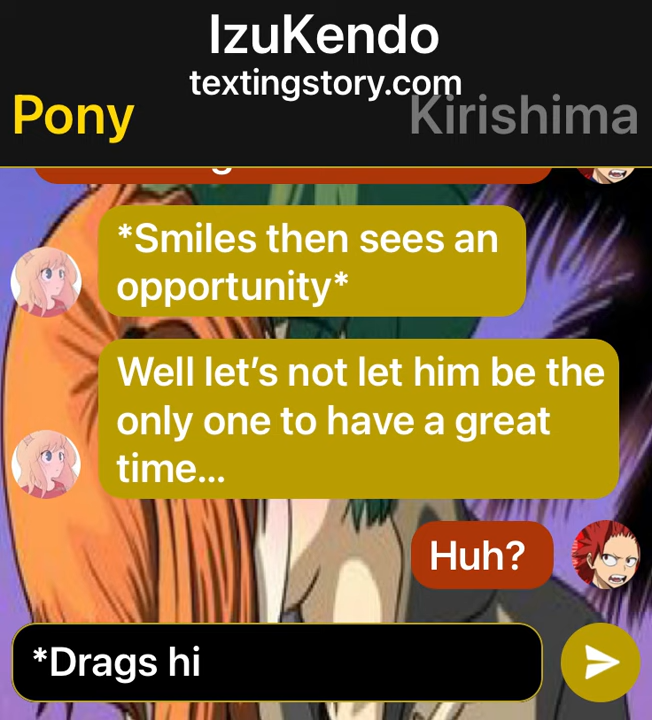 IzuKendo
textingstory.com
Pony
Kirishima
*Smiles then sees an
opportunity*
Well let’s not let him be the
only one to have a great
time...
Huh?
*Drags hi